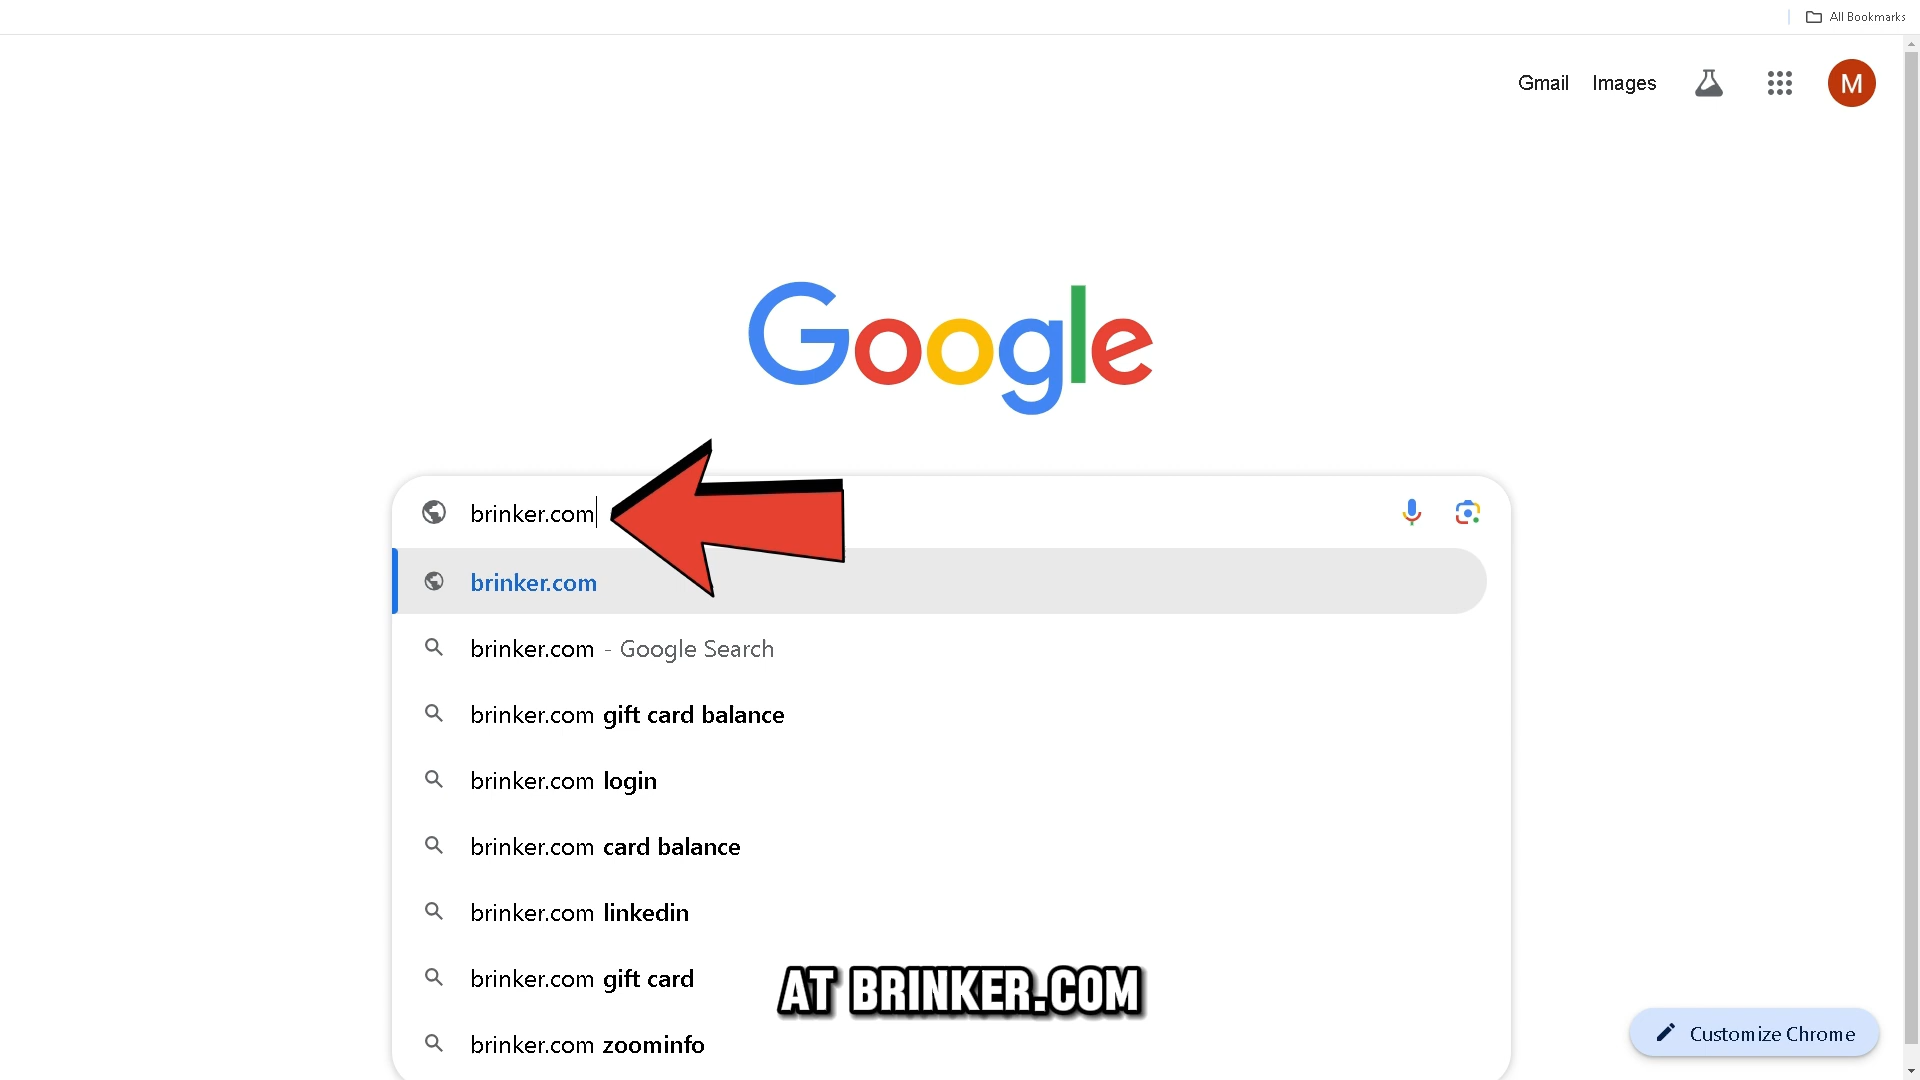 All Bookmarks
Gmail Images
M
Google
brinker.com
brinker.com
brinker.com - Google Search
brinker.com gift card balance
brinker.com login
brinker.com card balance
brinker.com linkedin
brinker.com gift card
AT BRINKER.COM
brinker.com zoominfo
Customize Chrome